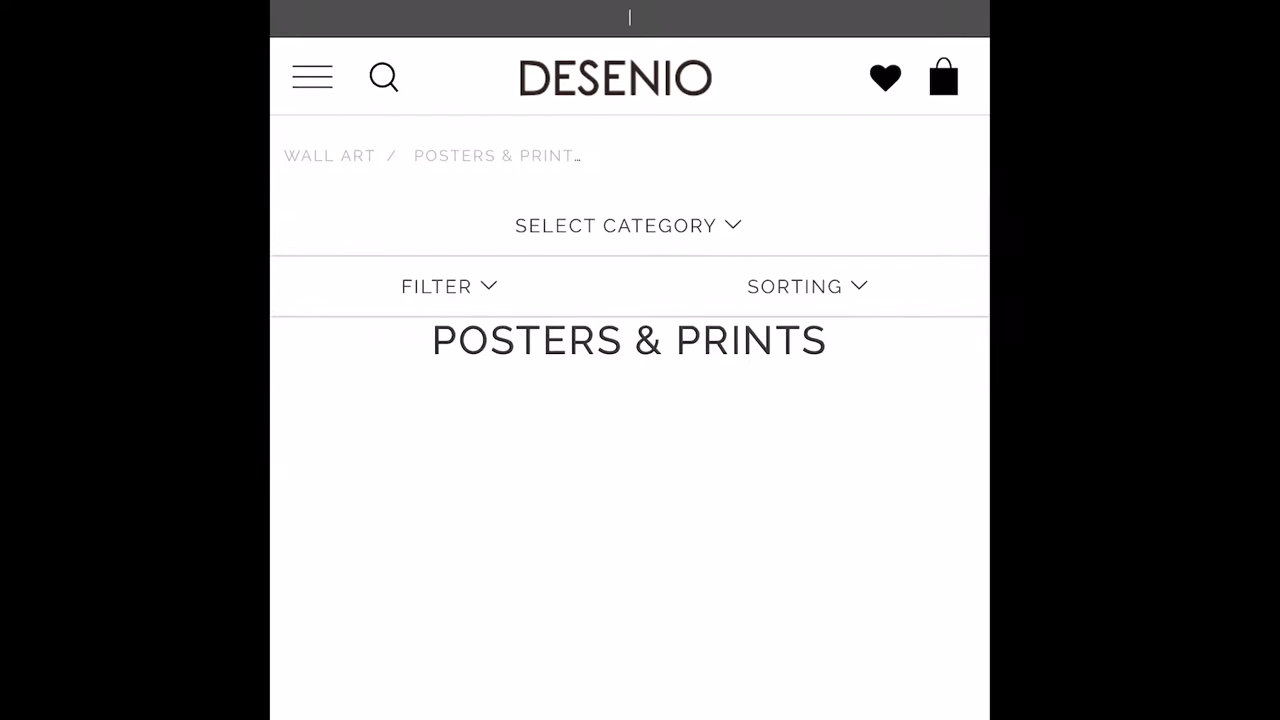 DESENIO
WALL ART / POSTERS & PRINT…
SELECT CATEGORY
FILTER
SORTING
POSTERS & PRINTS